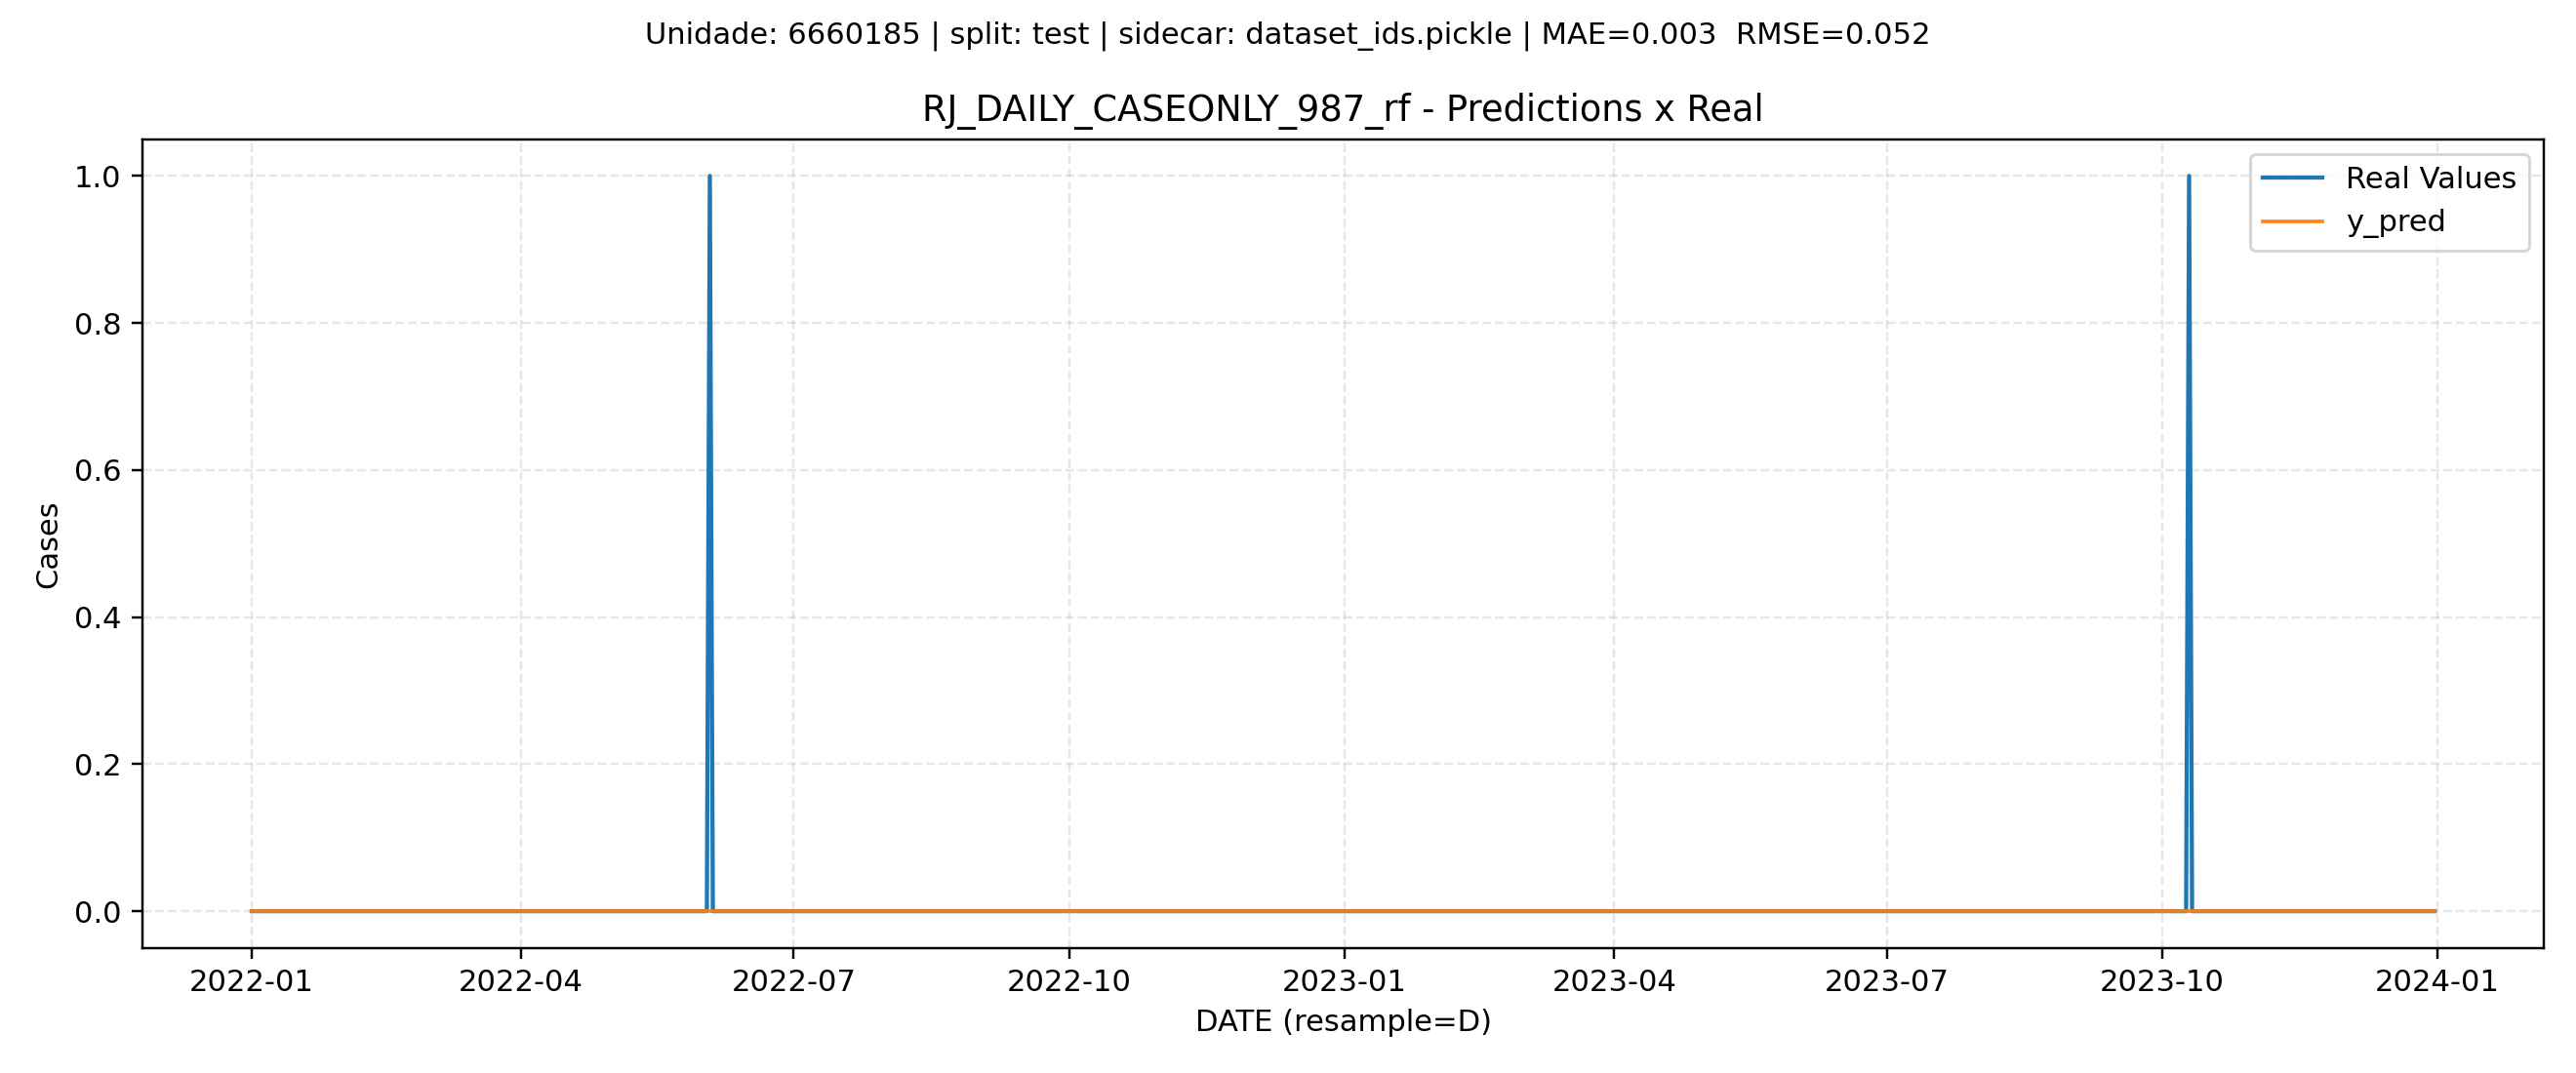 Unidade: 6660185 | split: test | sidecar: dataset_ids.pickle | MAE=0.003  RMSE=0.052
RJ_DAILY_CASEONLY_987_rf - Predictions x Real
Real Values
y_pred
Cases
1.0
0.8
0.6
0.4
0.2
0.0
2022-01 2022-04 2022-07 2022-10 2023-01 2023-04 2023-07 2023-10 2024-01
DATE (resample=D)